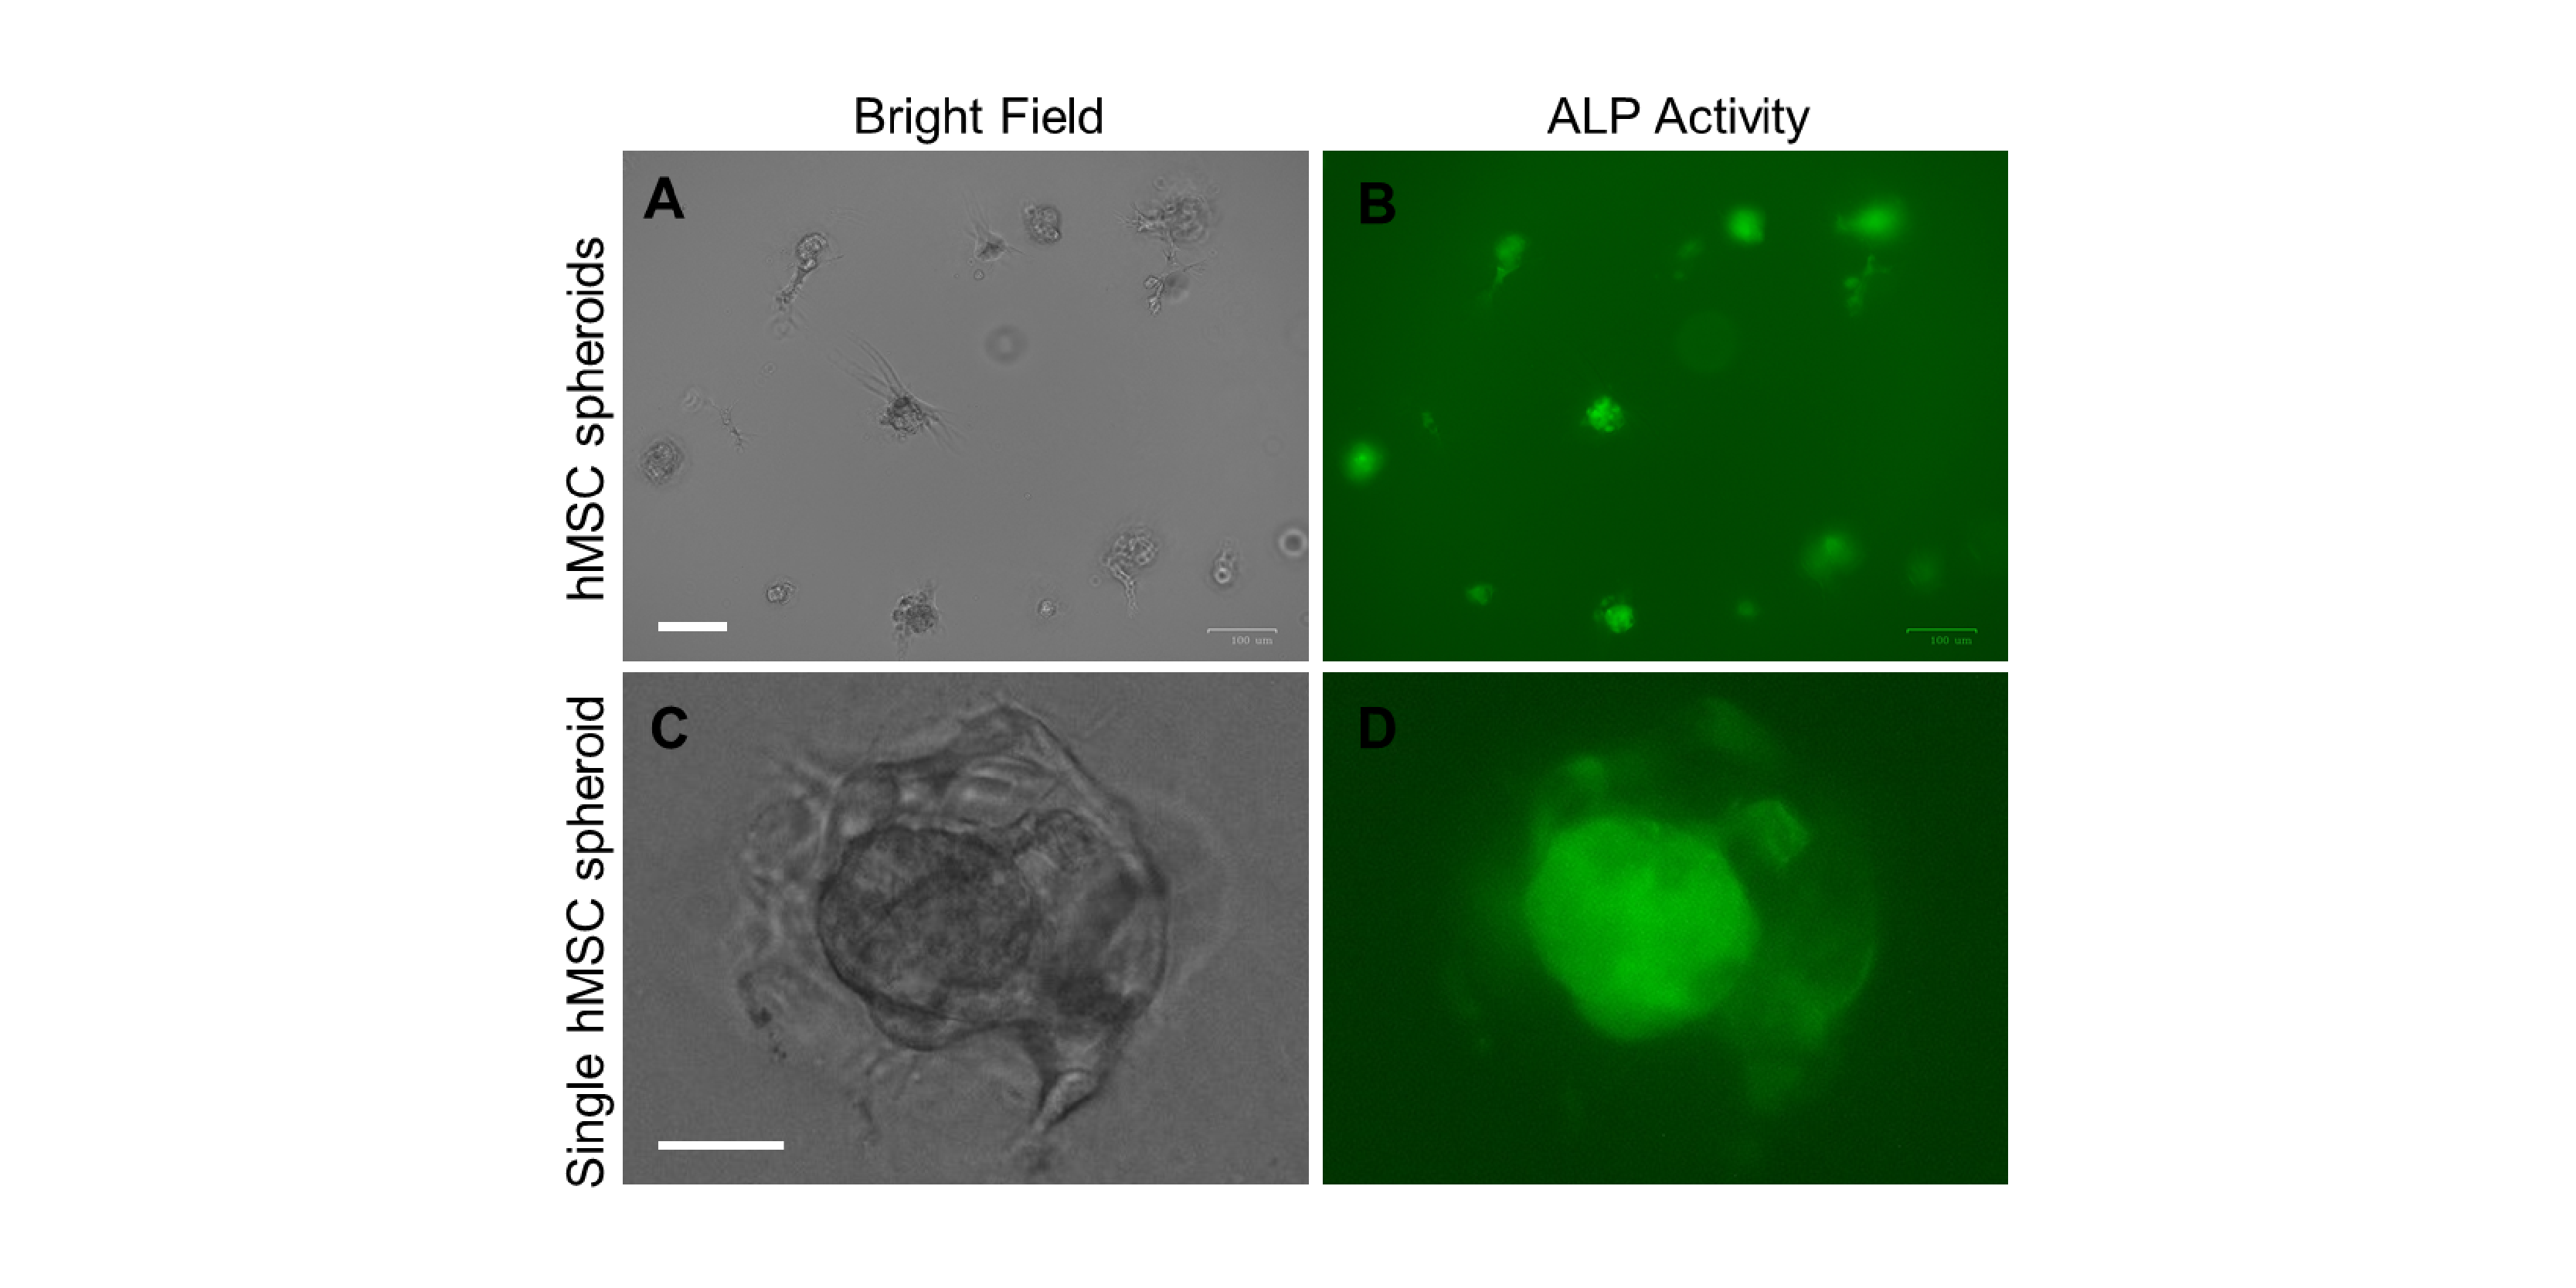 Bright Field
ALP Activity
hMSC spheroids
A
100 um
B
100 um
Single hMSC spheroid
C
D